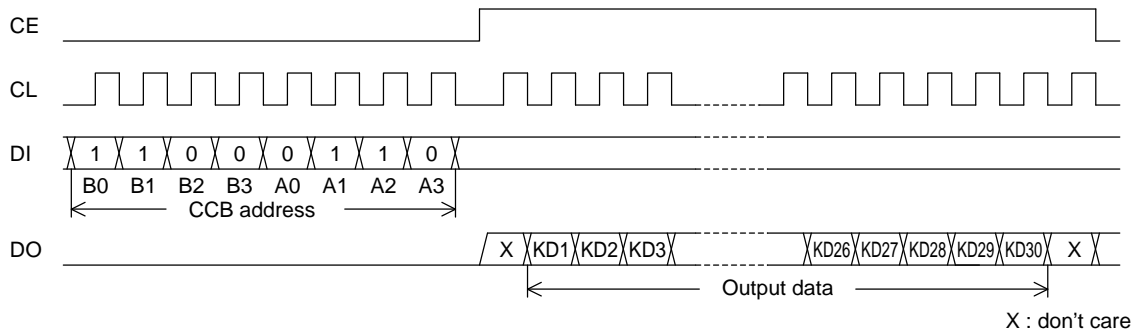 CE
CL
DI 1 1 0 0 0 1 1 0
B0 B1 B2 B3 A0 A1 A2 A3
CCB address
DO X KD1 KD2 KD3 KD26 KD27 KD28 KD29 KD30 X
Output data
X : don't care